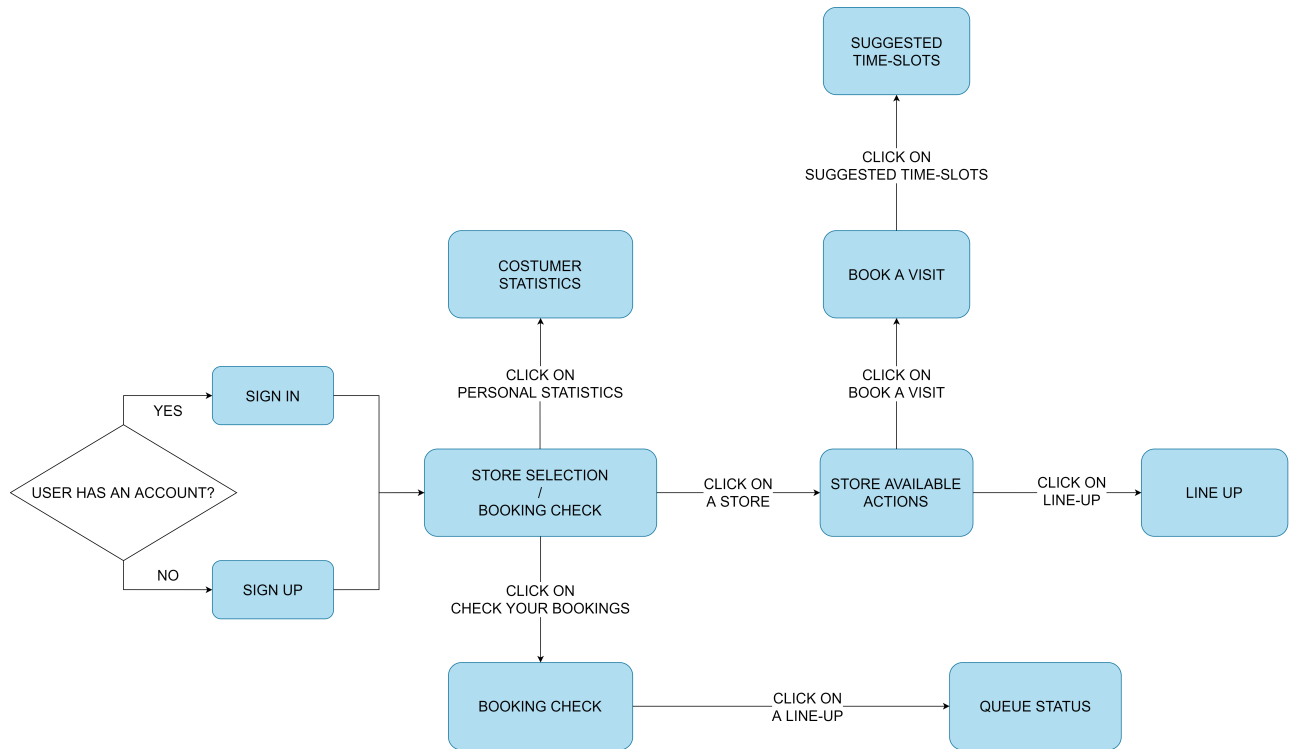 SUGGESTED
TIME-SLOTS
CLICK ON
SUGGESTED TIME-SLOTS
COSTUMER
STATISTICS
BOOK A VISIT
CLICK ON
PERSONAL STATISTICS
CLICK ON
BOOK A VISIT
SIGN IN
YES
USER HAS AN ACCOUNT?
NO
SIGN UP
STORE SELECTION
/
BOOKING CHECK
CLICK ON
A STORE
STORE AVAILABLE
ACTIONS
CLICK ON
LINE-UP
LINE UP
CLICK ON
CHECK YOUR BOOKINGS
BOOKING CHECK
CLICK ON
A LINE-UP
QUEUE STATUS